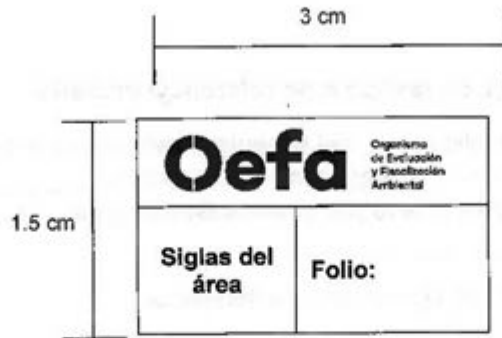 3 cm
Oefa
Organismo
de Evaluación
y Fiscalización
Ambiental
1.5 cm
Siglas del
área
Folio: